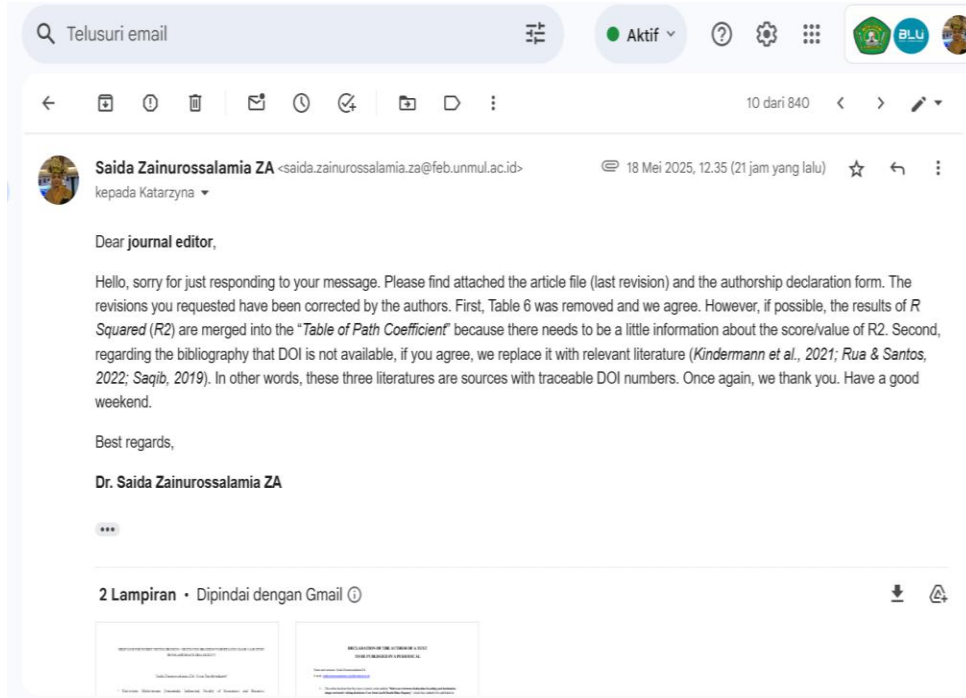 Telusuri email
Aktif
BLU
10 dari 840
Saida Zainurossalamia ZA <saida.zainurossalamia.za@feb.unmul.ac.id>
18 Mei 2025, 12.35 (21 jam yang lalu)
kepada Katarzyna
Dear journal editor,
Hello, sorry for just responding to your message. Please find attached the article file (last revision) and the authorship declaration form. The
revisions you requested have been corrected by the authors. First, Table 6 was removed and we agree. However, if possible, the results of R
Squared (R2) are merged into the “Table of Path Coefficient” because there needs to be a little information about the score/value of R2. Second,
regarding the bibliography that DOI is not available, if you agree, we replace it with relevant literature (Kindermann et al., 2021; Rua & Santos,
2022; Saqib, 2019). In other words, these three literatures are sources with traceable DOI numbers. Once again, we thank you. Have a good
weekend.
Best regards,
Dr. Saida Zainurossalamia ZA
2 Lampiran • Dipindai dengan Gmail
DECLARATION OF THE AUTHOR OF A TEXT
TO BE PUBLISHED IN A PERIODICAL